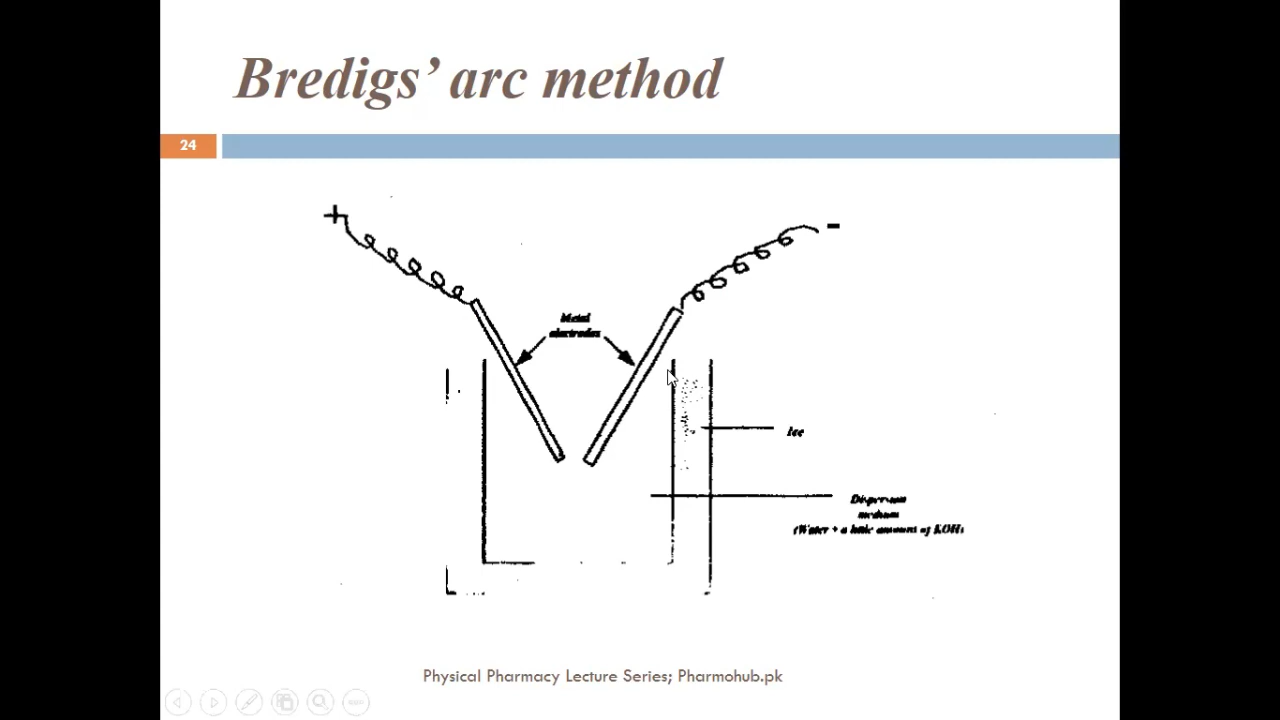 Bredigs’ arc method
24
+
-
Metal
electrodes
Ice
Dispersion
medium
(Water + a little amount of KOH)
Physical Pharmacy Lecture Series; Pharmohub.pk